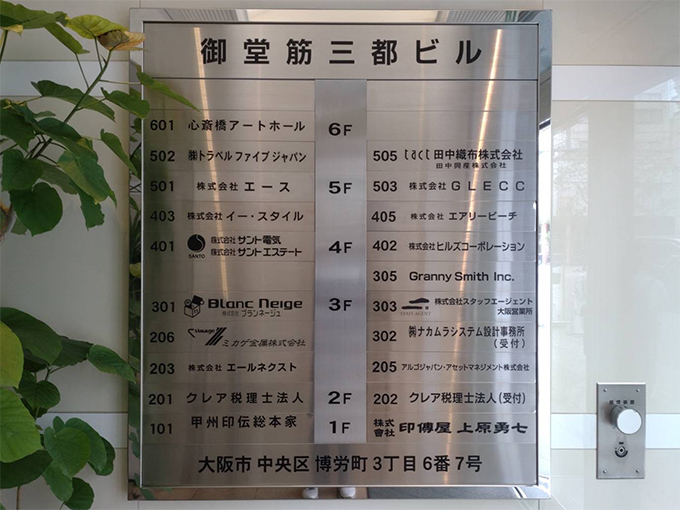 御堂筋三都ビル
601 心斎橋アートホール 6F
502 ㈱トラベル ファイブ ジャパン 505 tact 田中織布株式会社
田中興産株式会社
501 株式会社 エース 5F 503 株式会社 GLECC
403 株式会社 イー・スタイル 405 株式会社 エアリーピーチ
401 SANTO 株式会社 サント電気
株式会社 サントエステート 4F 402 株式会社 ヒルズコーポレーション
305 Granny Smith Inc.
301 Blanc Neige
株式会社 ブランネージュ 3F 303 STAFF AGENT 株式会社スタッフエージェント
大阪営業所
206 ミカゲ金属株式会社 302 ㈱ナカムラシステム設計事務所
(受付)
203 株式会社 エールネクスト 205 アルゴジャパン・アセットマネジメント株式会社
201 クレア税理士法人 2F 202 クレア税理士法人(受付)
101 甲州印伝総本家 1F 株式會社 印傳屋 上原勇七
大阪市 中央区 博労町 3丁目 6番 7号